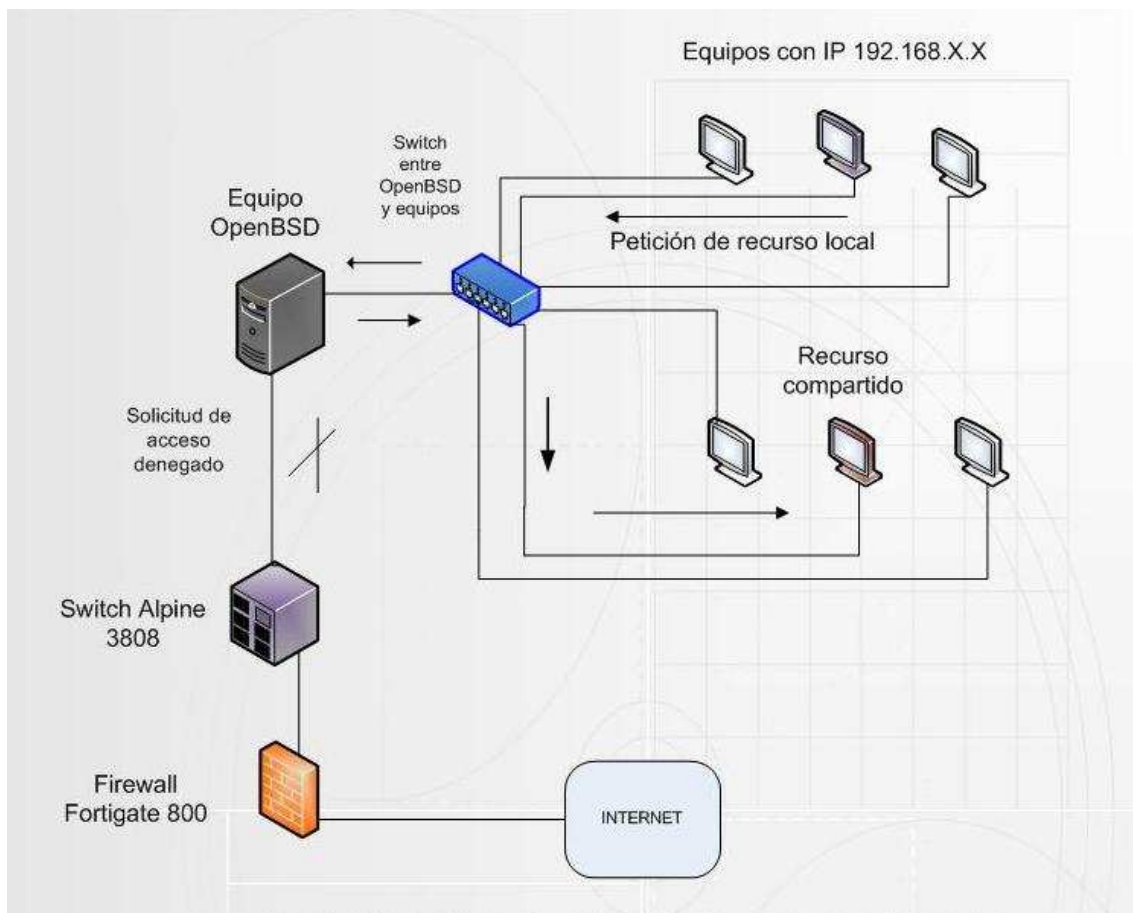 Equipos con IP 192.168.X.X
Switch
entre
OpenBSD
y equipos
Equipo
OpenBSD
Petición de recurso local
Recurso
compartido
Solicitud de
acceso
denegado
Switch Alpine
3808
Firewall
Fortigate 800
INTERNET